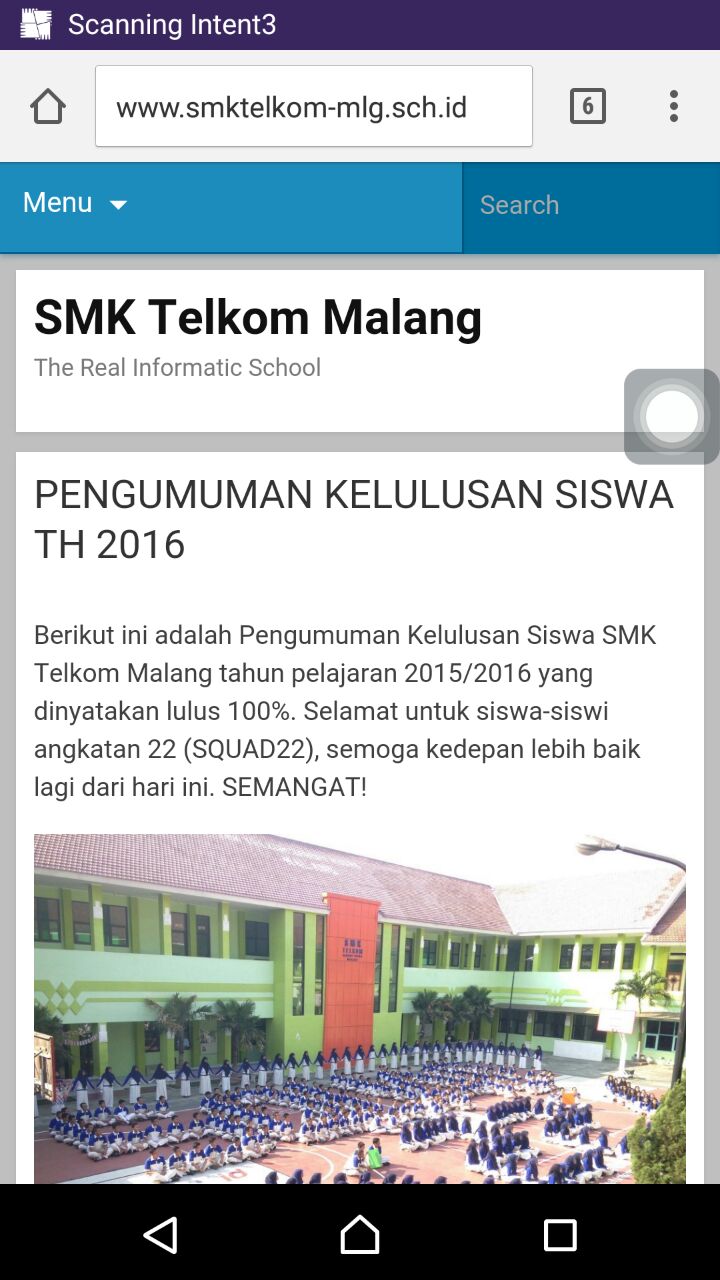 Scanning Intent3
www.smktelkom-mlg.sch.id
6
Menu
Search
SMK Telkom Malang
The Real Informatic School
PENGUMUMAN KELULUSAN SISWA
TH 2016
Berikut ini adalah Pengumuman Kelulusan Siswa SMK
Telkom Malang tahun pelajaran 2015/2016 yang
dinyatakan lulus 100%. Selamat untuk siswa-siswi
angkatan 22 (SQUAD22), semoga kedepan lebih baik
lagi dari hari ini. SEMANGAT!
SMK
TELKOM